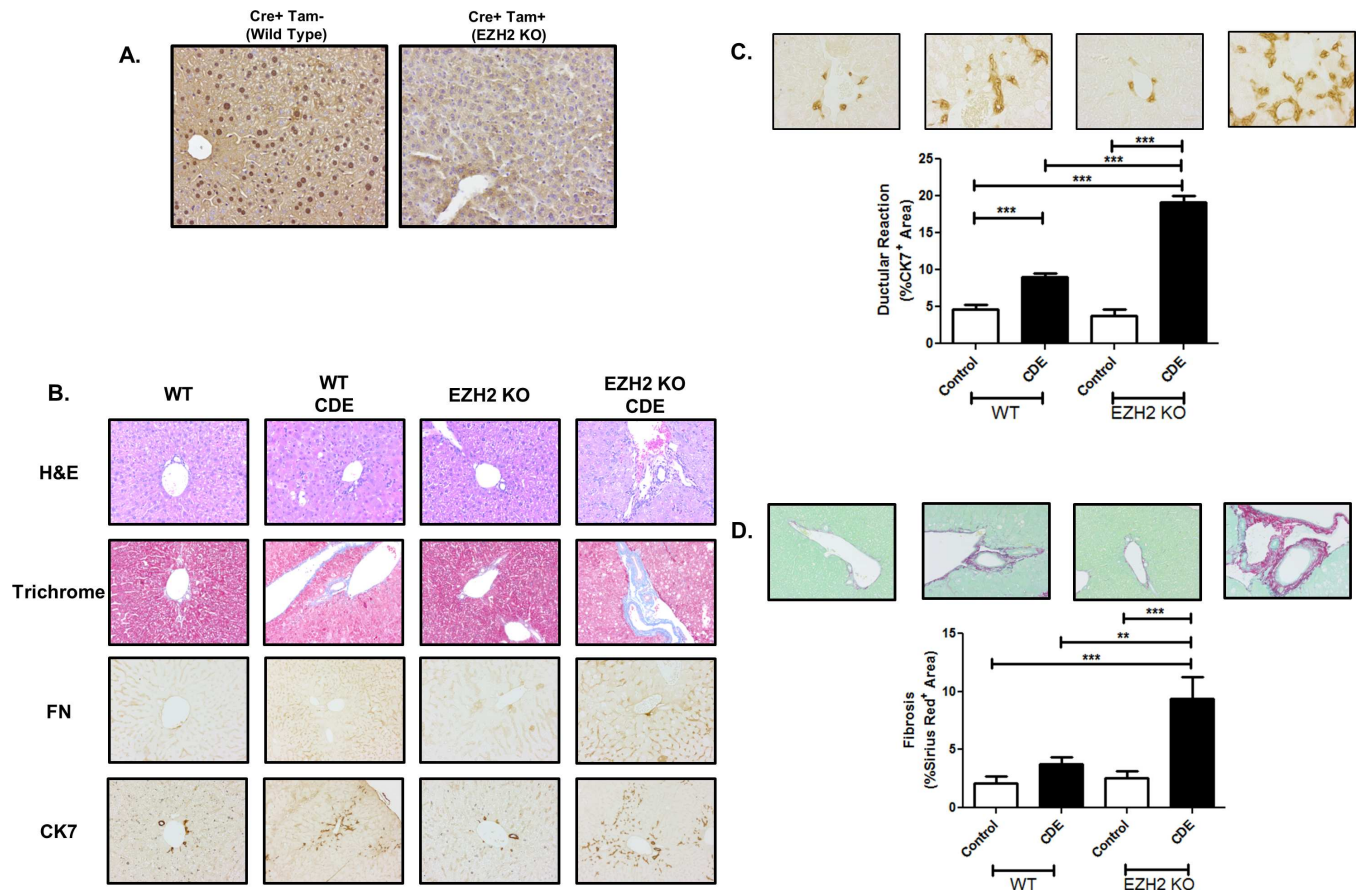 A.
Cre+ Tam-
(Wild Type)
Cre+ Tam+
(EZH2 KO)
B.
WT
WT
CDE
EZH2 KO
EZH2 KO
CDE
H&E
Trichrome
FN
CK7
C.
***
***
***
***
25
20
15
10
5
0
Ductular Reaction
(%CK7+ Area)
Control
CDE
Control
CDE
WT
EZH2 KO
D.
***
**
***
15
10
5
0
Fibrosis
(%Sirius Red+ Area)
Control
CDE
Control
CDE
WT
EZH2 KO